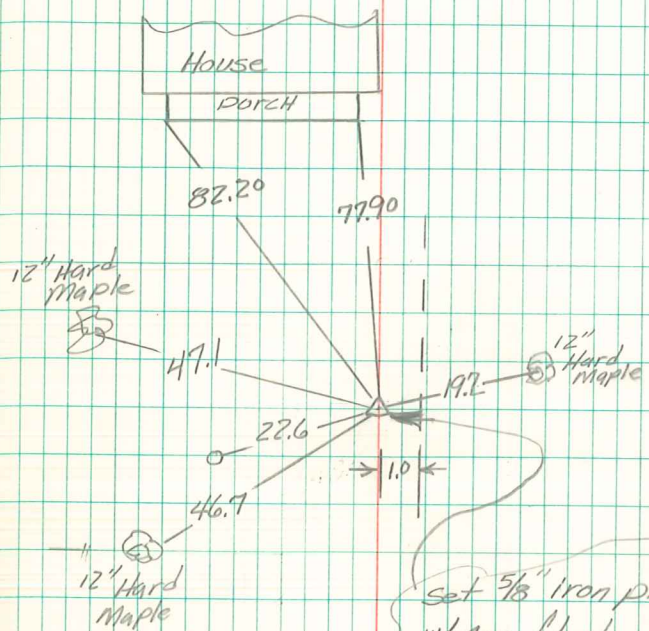 House
Porch
82.20
77.90
12" Hard
Maple
47.1
19.2
12"
Hard
Maple
22.6
1.0
46.7
12" Hard
Maple
Set 5/8" iron